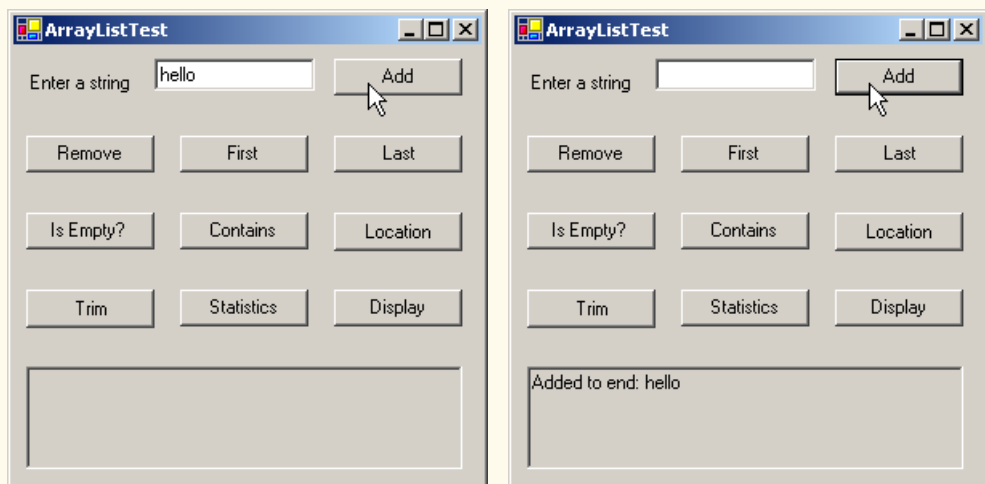 ArrayListTest
Enter a string hello Add
Remove First Last
Is Empty? Contains Location
Trim Statistics Display
ArrayListTest
Enter a string Add
Remove First Last
Is Empty? Contains Location
Trim Statistics Display
Added to end: hello